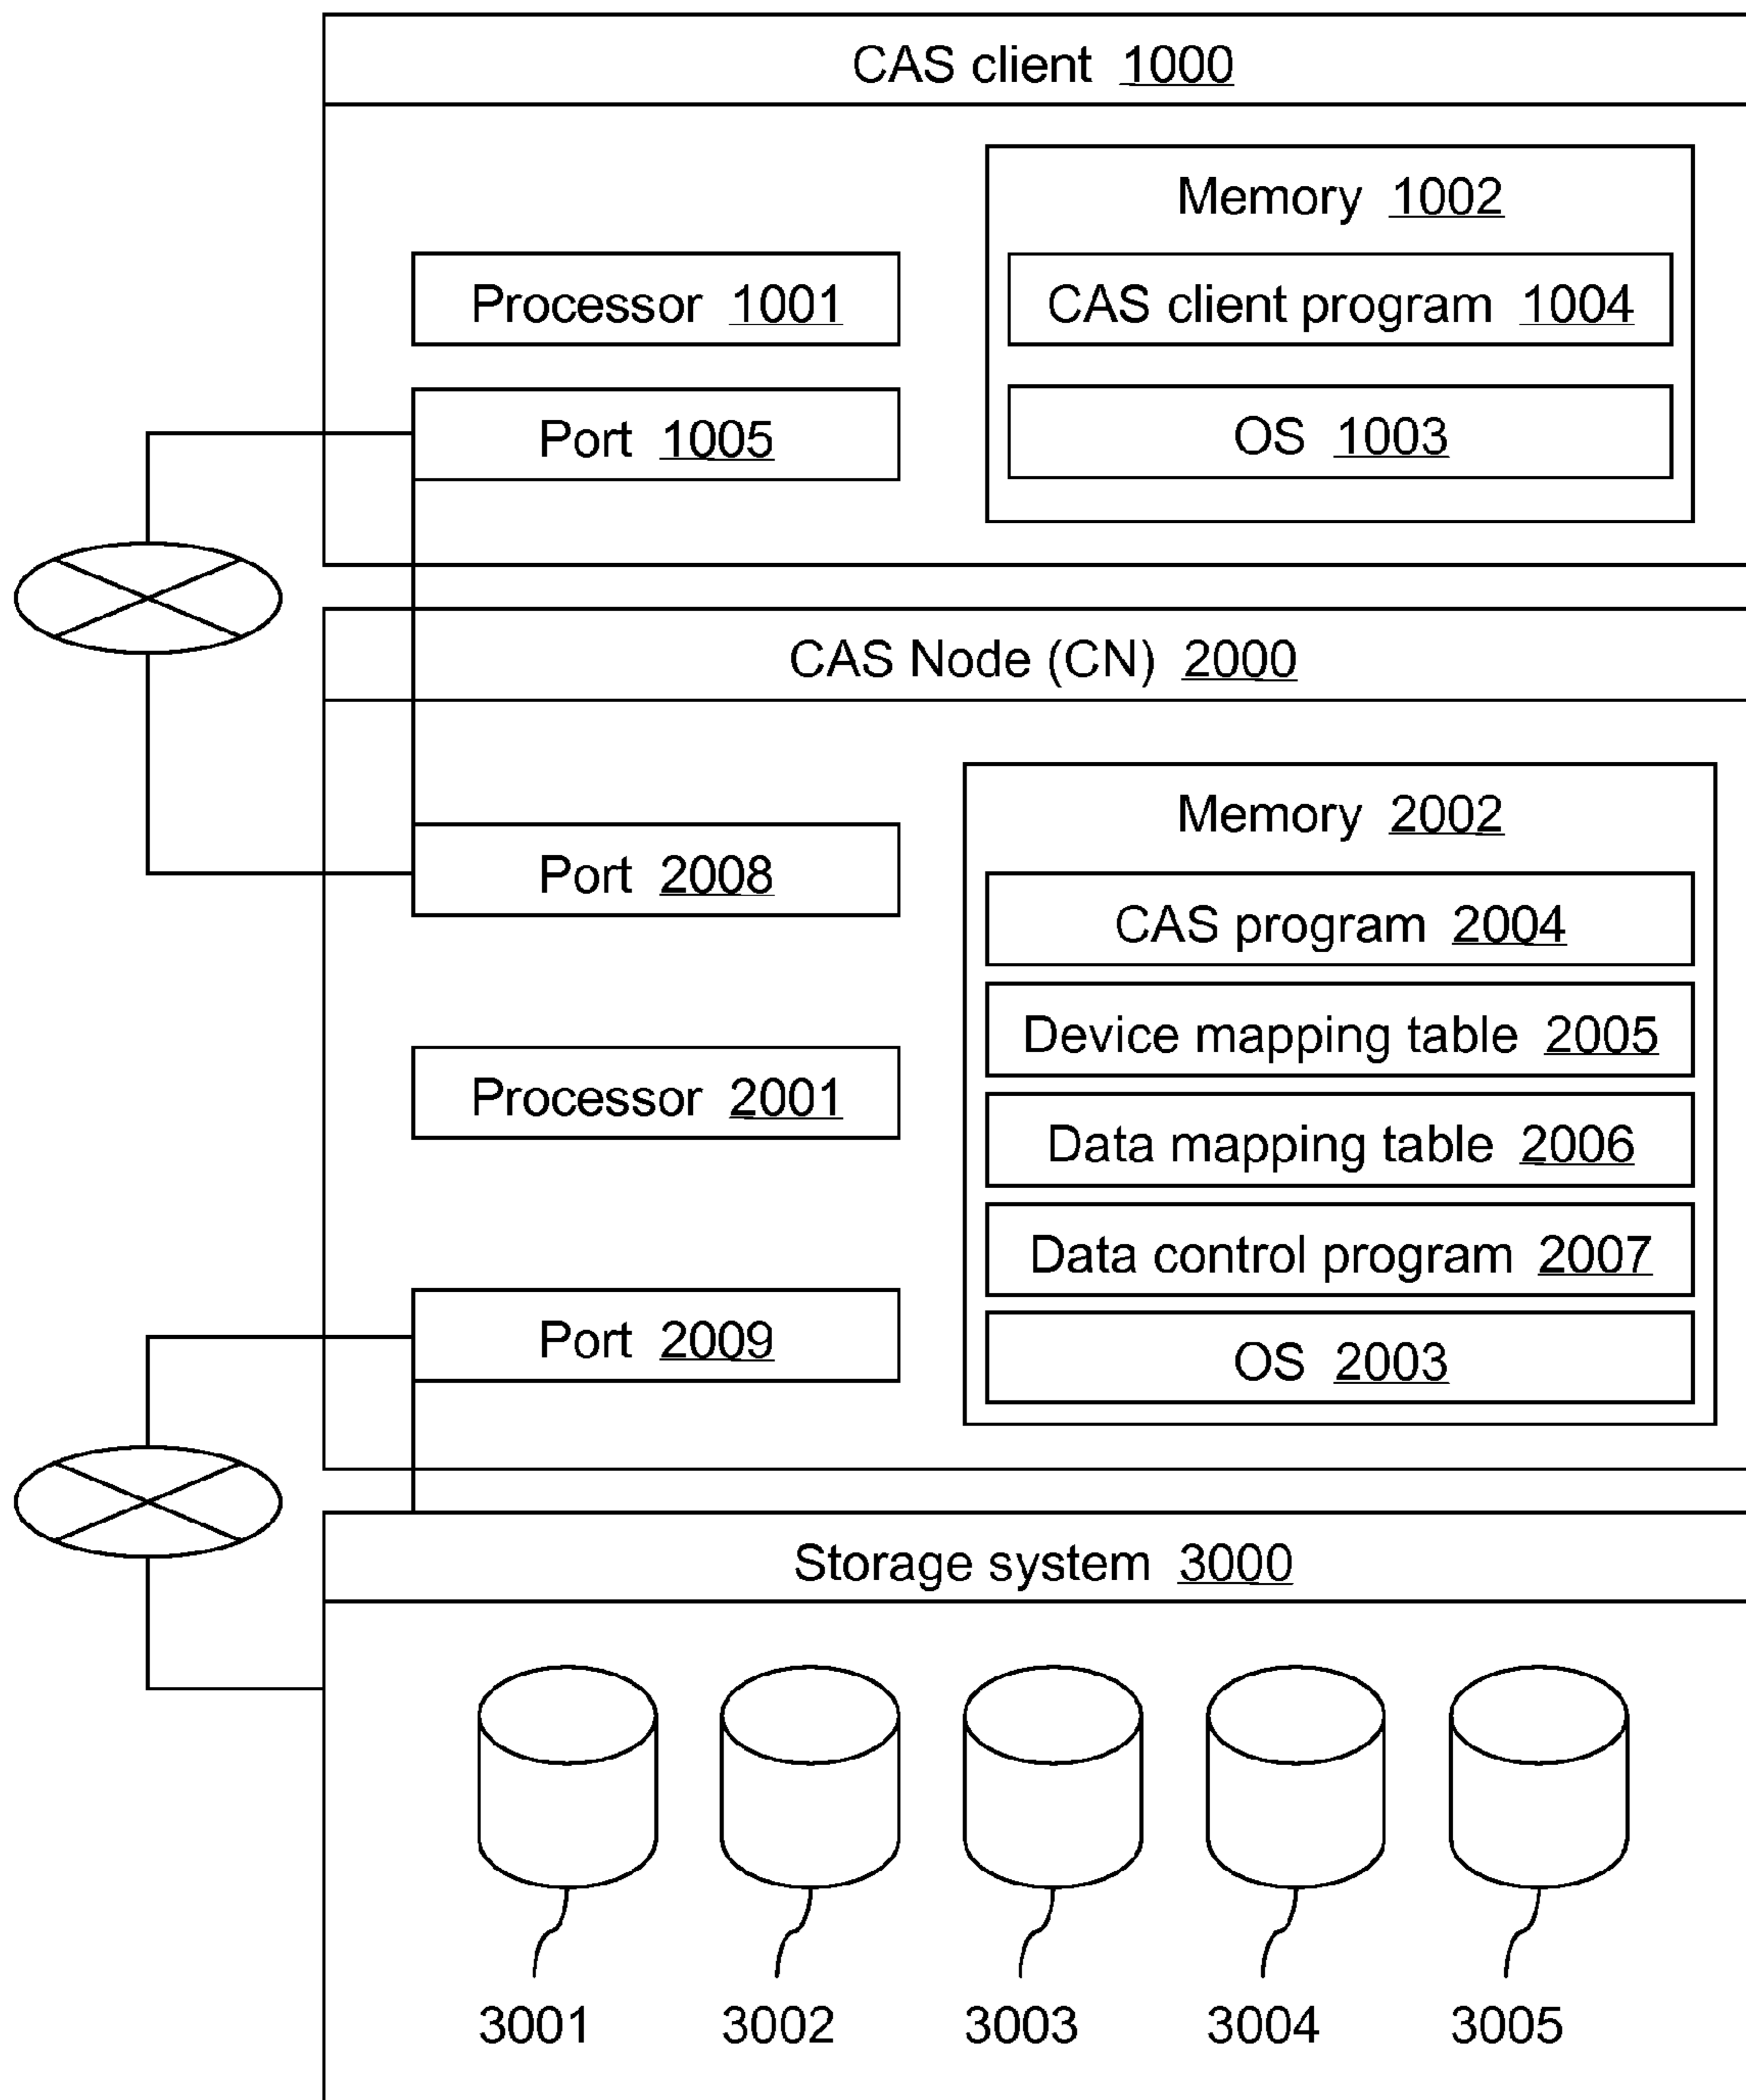 CAS client 1000
Memory 1002
Processor 1001
CAS client program 1004
Port 1005
OS 1003
CAS Node (CN) 2000
Memory 2002
Port 2008
CAS program 2004
Device mapping table 2005
Processor 2001
Data mapping table 2006
Data control program 2007
Port 2009
OS 2003
Storage system 3000
3001 3002 3003 3004 3005